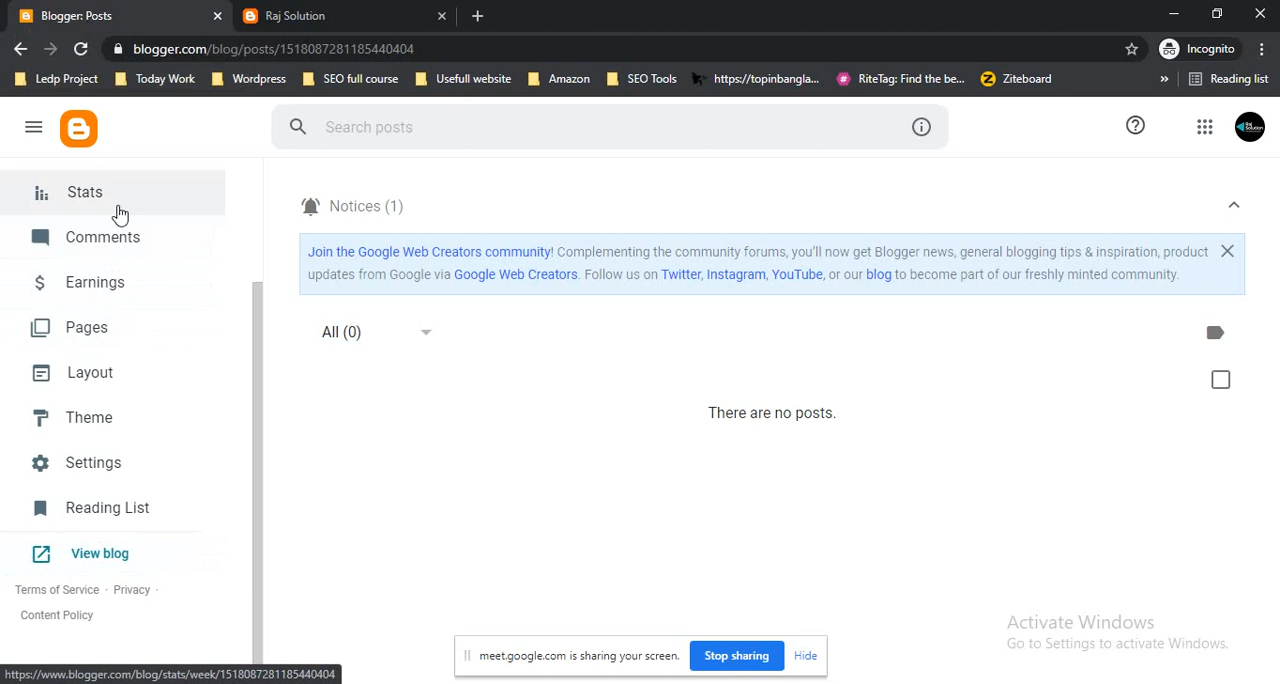 Blogger: Posts
Raj Solution
blogger.com/blog/posts/1518087281185440404
Incognito
Ledp Project
Today Work
Wordpress
SEO full course
Usefull website
Amazon
SEO Tools
https://topinbangla...
RiteTag: Find the be...
Ziteboard
»
Reading list
Search posts
Stats
Comments
Earnings
Pages
Layout
Theme
Settings
Reading List
View blog
Terms of Service · Privacy ·
Content Policy
Notices (1)
Join the Google Web Creators community! Complementing the community forums, you'll now get Blogger news, general blogging tips & inspiration, product
updates from Google via Google Web Creators. Follow us on Twitter, Instagram, YouTube, or our blog to become part of our freshly minted community.
All (0)
There are no posts.
Activate Windows
Go to Settings to activate Windows.
meet.google.com is sharing your screen.
Stop sharing
Hide
https://www.blogger.com/blog/stats/week/1518087281185440404